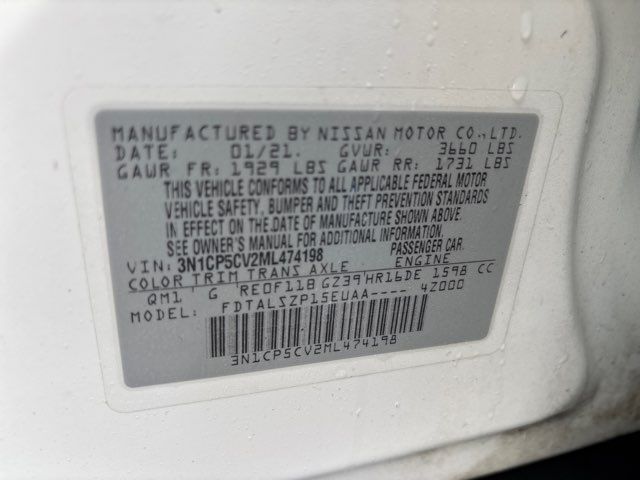 MANUFACTURED BY NISSAN MOTOR CO.,LTD.
DATE: 01/21. GVWR: 3660 LBS
GAWR FR: 1929 LBS GAWR RR: 1731 LBS
THIS VEHICLE CONFORMS TO ALL APPLICABLE FEDERAL MOTOR
VEHICLE SAFETY, BUMPER AND THEFT PREVENTION STANDARDS
IN EFFECT ON THE DATE OF MANUFACTURE SHOWN ABOVE.
SEE OWNER'S MANUAL FOR ADDITIONAL INFORMATION
VIN: 3N1CP5CV2ML474198 PASSENGER CAR.
COLOR TRIM TRANS AXLE ENGINE
QM1 G RE0F11B GZ39 HR16DE 1598 CC
MODEL: FDTALSZP15EUAA---- 4Z000
3N1CP5CV2ML474198